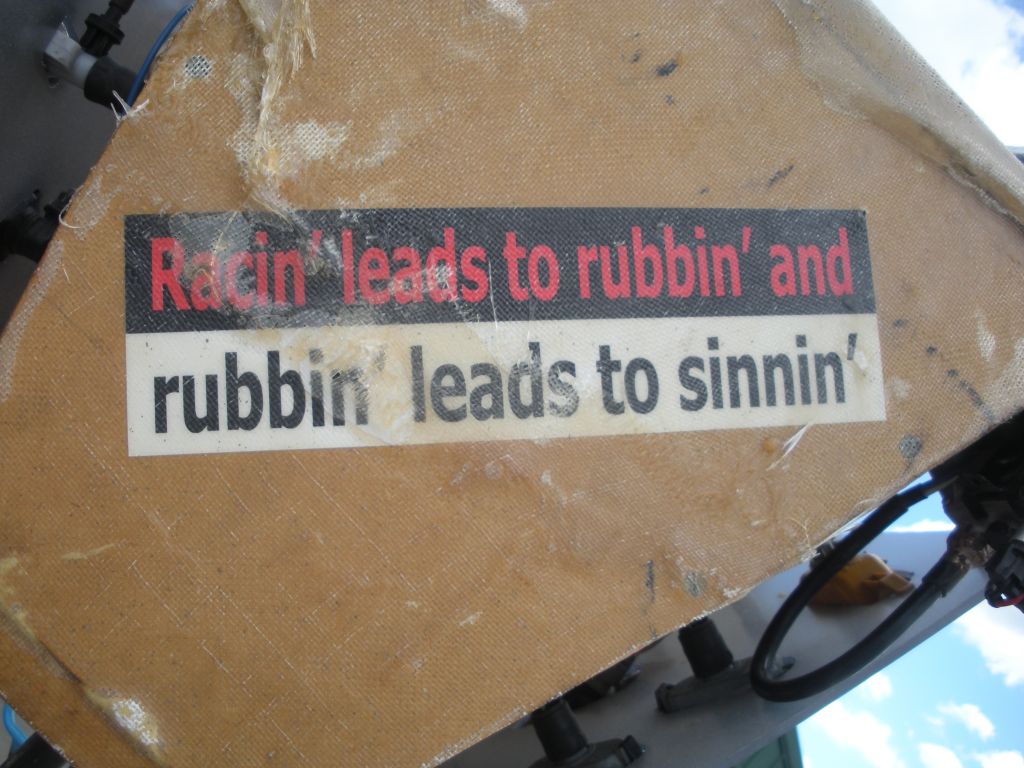 Racin’ leads to rubbin’ and
rubbin’ leads to sinnin’